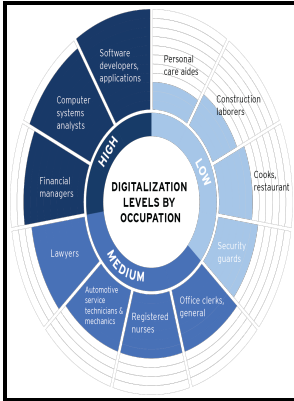 Software
developers,
applications
Personal
care aides
Computer
systems
analysts
Construction
laborers
HIGH
LOW
Financial
managers
DIGITALIZATION
LEVELS BY
OCCUPATION
Cooks,
restaurant
Lawyers
MEDIUM
Security
guards
Automotive
service
technicians &
mechanics
Registered
nurses
Office clerks,
general